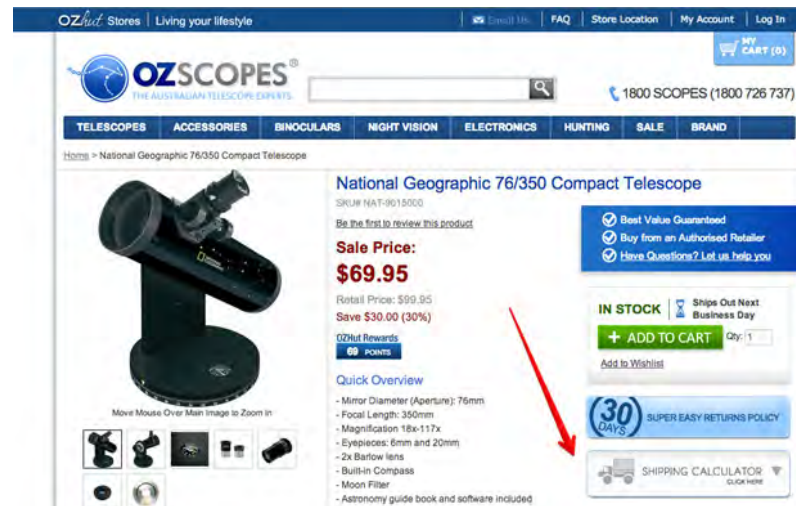 OZhut Stores | Living your lifestyle
Email Us
FAQ
Store Location
My Account
Log In
MY CART (0)
OZSCOPES®
THE AUSTRALIAN TELESCOPE EXPERTS
1800 SCOPES (1800 726 737)
TELESCOPES
ACCESSORIES
BINOCULARS
NIGHT VISION
ELECTRONICS
HUNTING
SALE
BRAND
Home > National Geographic 76/350 Compact Telescope
National Geographic 76/350 Compact Telescope
SKU# NAT-9015000
Be the first to review this product
Sale Price:
$69.95
Retail Price: $99.95
Save $30.00 (30%)
OZHut Rewards
69 POINTS
Quick Overview
- Mirror Diameter (Aperture): 76mm
- Focal Length: 350mm
- Magnification 18x-117x
- Eyepieces: 6mm and 20mm
- 2x Barlow lens
- Built-in Compass
- Moon Filter
- Astronomy guide book and software included
Move Mouse Over Main Image to Zoom in
Best Value Guaranteed
Buy from an Authorised Retailer
Have Questions? Let us help you
IN STOCK
Ships Out Next
Business Day
+ ADD TO CART
Qty: 1
Add to Wishlist
30 DAYS
SUPER EASY RETURNS POLICY
SHIPPING CALCULATOR
CLICK HERE